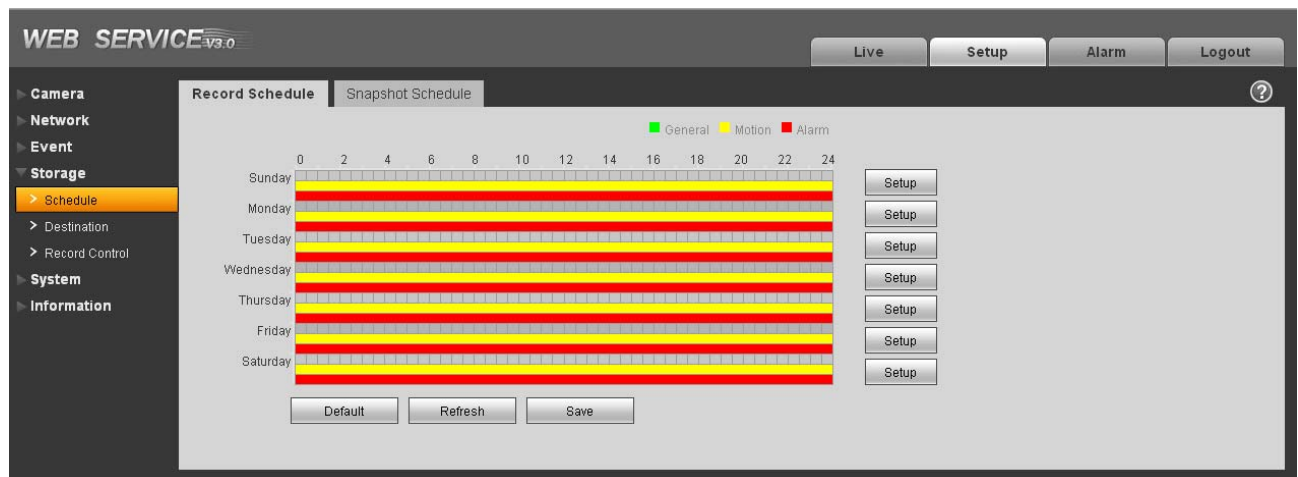 WEB SERVICE V3.0
Live Setup Alarm Logout
Camera
Network
Event
Storage
> Schedule
> Destination
> Record Control
System
Information
Record Schedule Snapshot Schedule ?
General Motion Alarm
0 2 4 6 8 10 12 14 16 18 20 22 24
Sunday Setup
Monday Setup
Tuesday Setup
Wednesday Setup
Thursday Setup
Friday Setup
Saturday Setup
Default Refresh Save